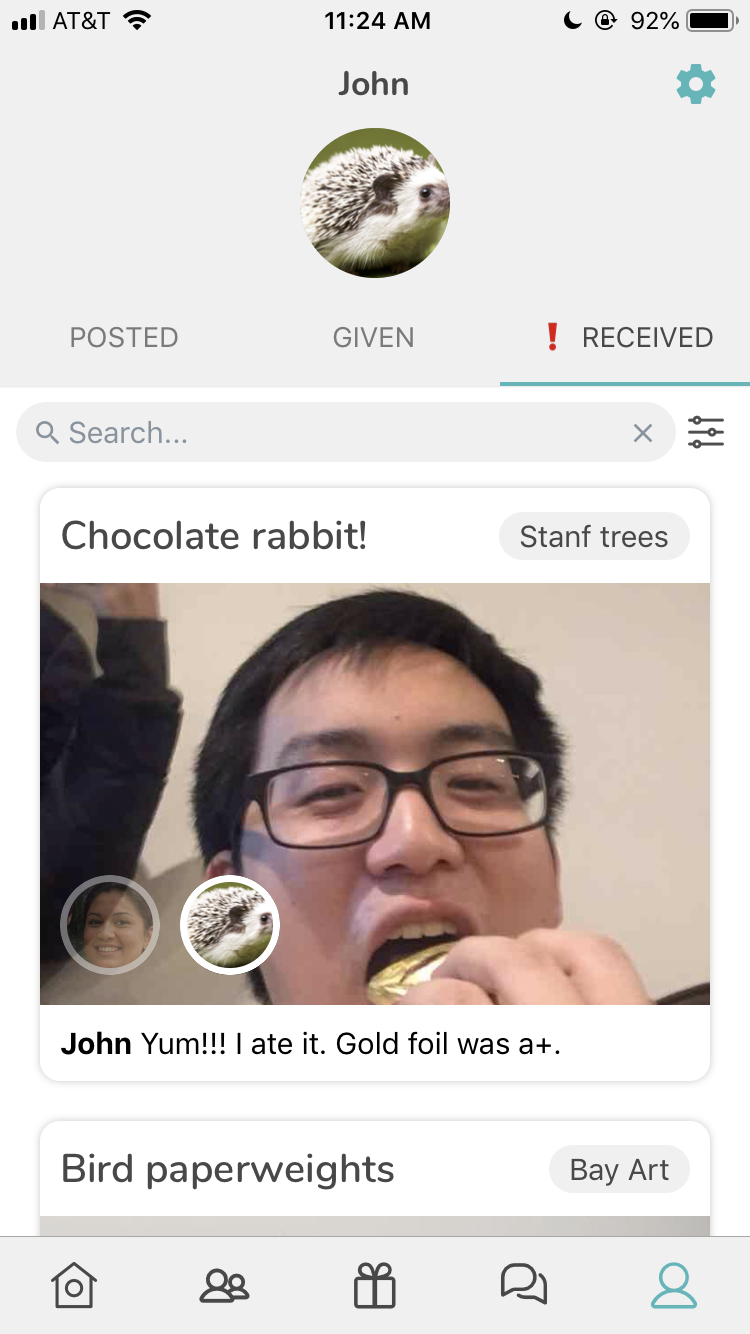 AT&T 11:24 AM 92%
John
POSTED GIVEN ❗ RECEIVED
Search...
Chocolate rabbit! Stanf trees
John Yum!!! I ate it. Gold foil was a+.
Bird paperweights Bay Art